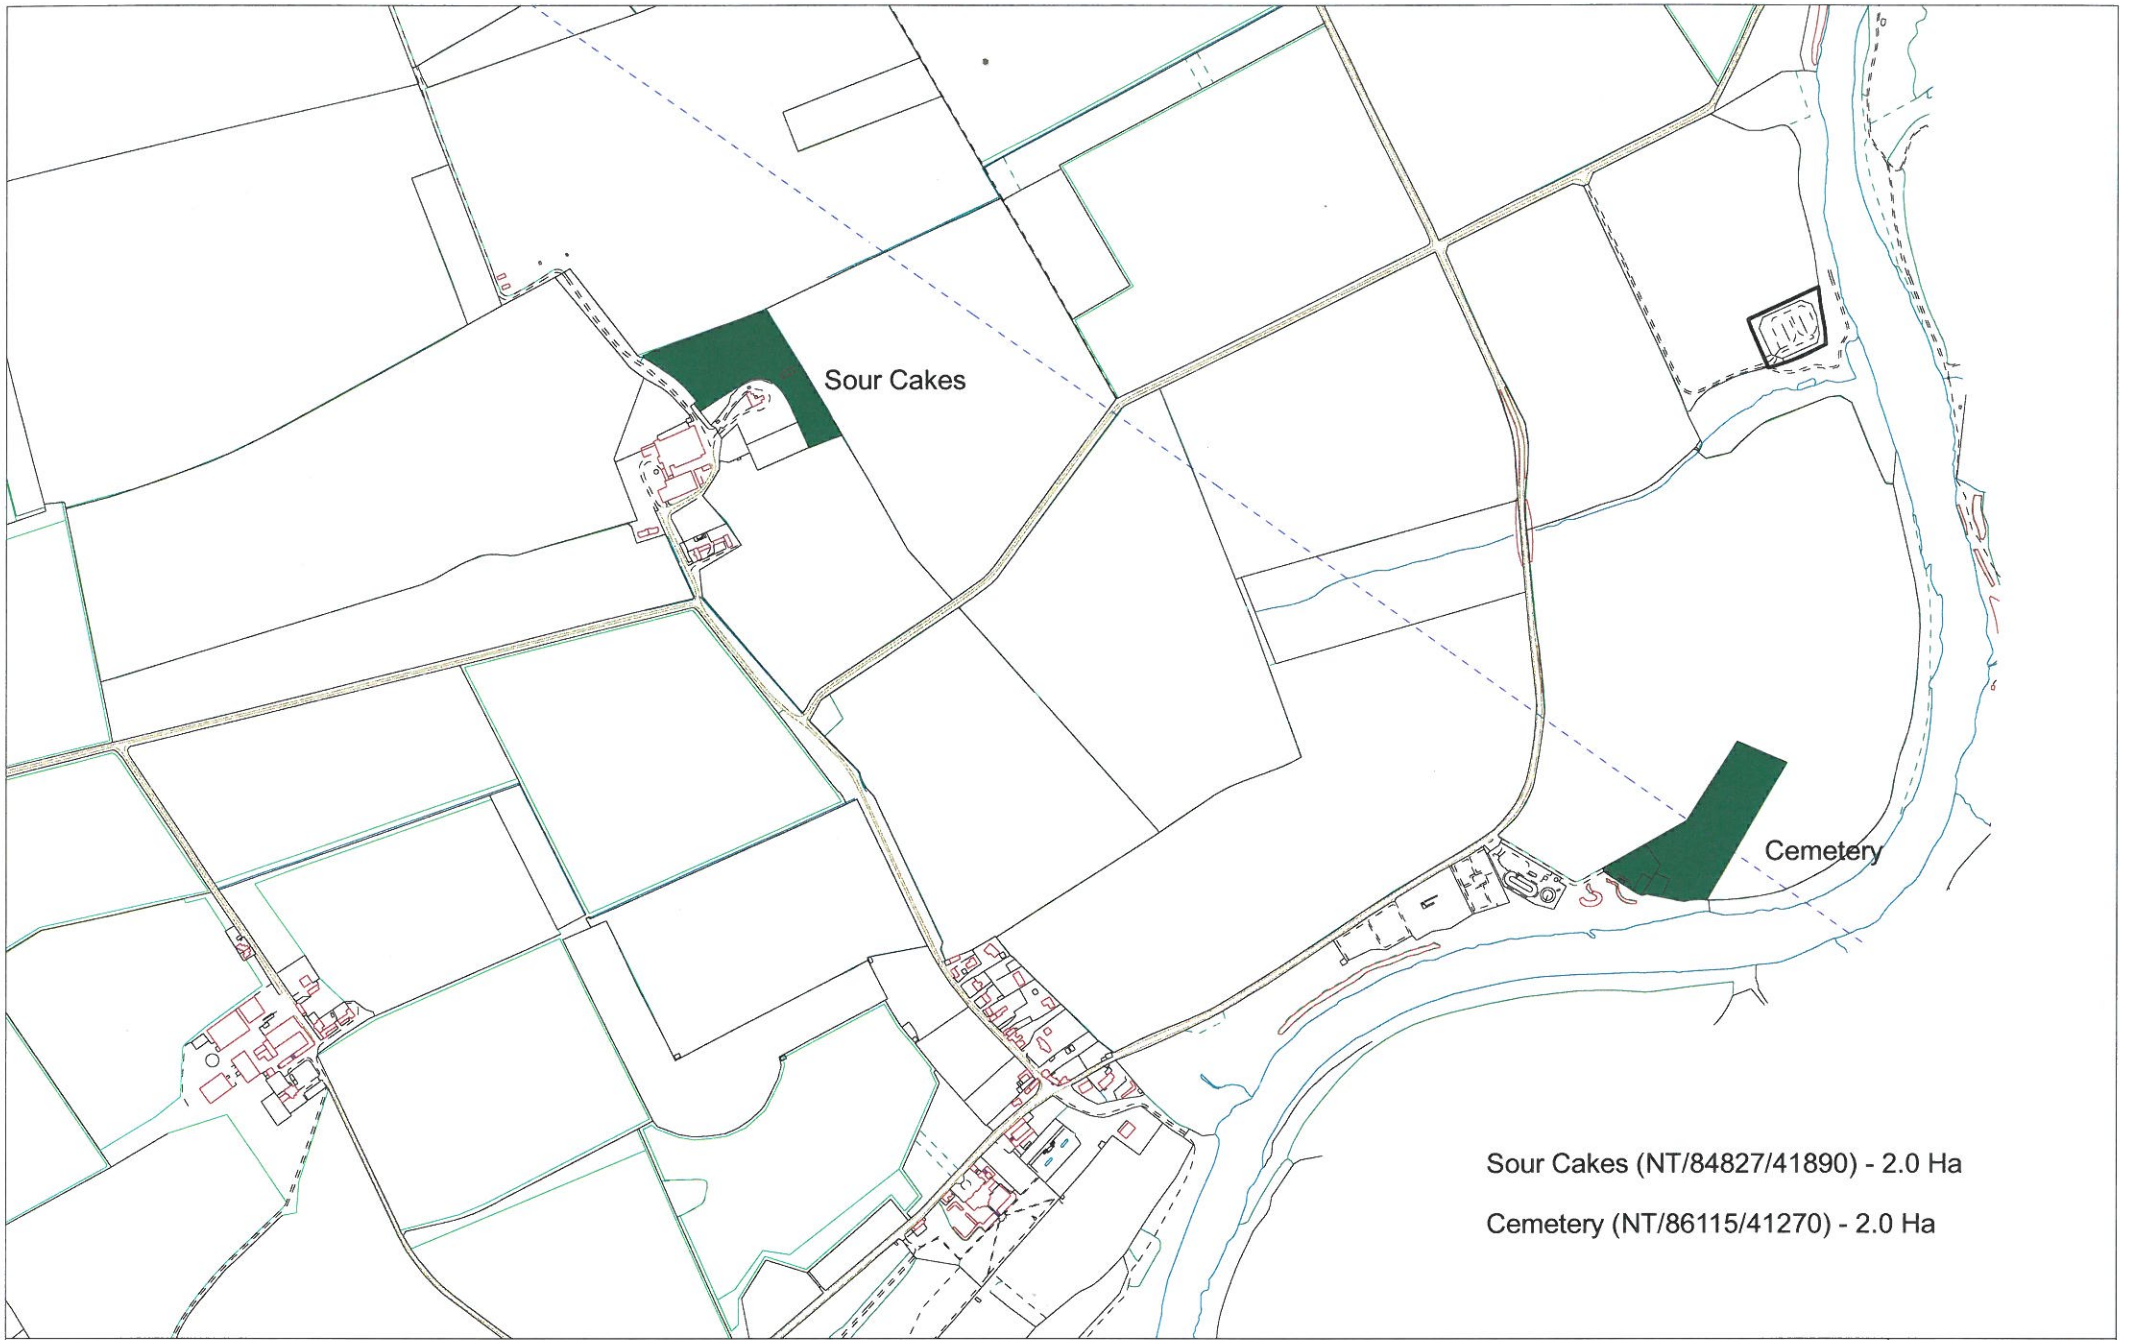 Sour Cakes
Cemetery
Sour Cakes (NT/84827/41890) - 2.0 Ha
Cemetery (NT/86115/41270) - 2.0 Ha